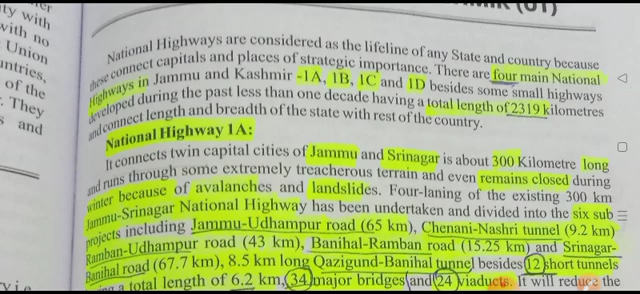 ty with
with no
Union
untries,
of the
They
and
National Highways are considered as the lifeline of any State and country because
these connect capitals and places of strategic importance. There are four main National
Highways in Jammu and Kashmir -1A, 1B, 1C and 1D besides some small highways
developed during the past less than one decade having a total length of 2319 kilometres
and connect length and breadth of the state with rest of the country.
National Highway 1A:
It connects twin capital cities of Jammu and Srinagar is about 300 Kilometre long
and runs through some extremely treacherous terrain and even remains closed during
winter because of avalanches and landslides. Four-laning of the existing 300 km
Jammu-Srinagar National Highway has been undertaken and divided into the six sub
projects including Jammu-Udhampur road (65 km), Chenani-Nashri tunnel (9.2 km)
Ramban-Udhampur road (43 km), Banihal-Ramban road (15.25 km) and Srinagar-
Banihal road (67.7 km), 8.5 km long Qazigund-Banihal tunnel besides 12 short tunnels
a total length of 6.2 km, 34 major bridges and 24 viaducts. It will reduce the